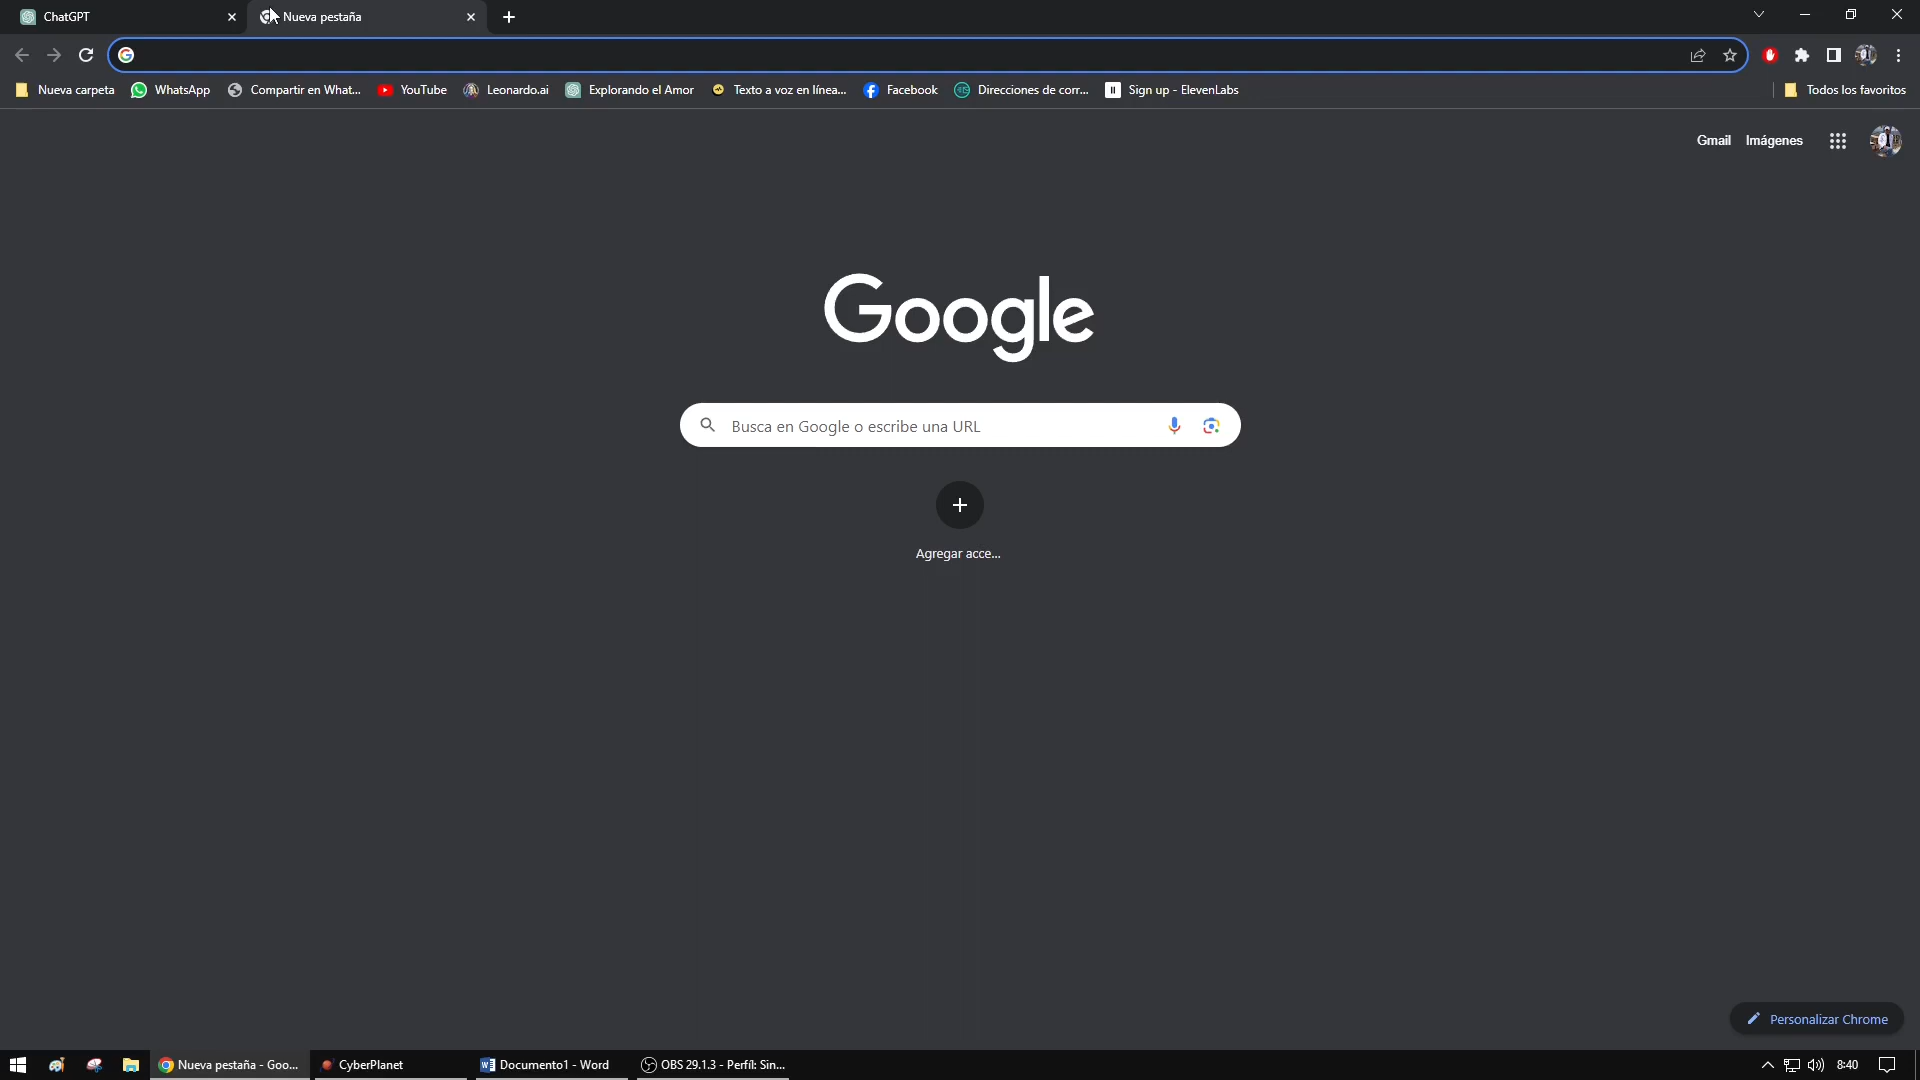 ChatGPT
Nueva pestaña
Nueva carpeta
WhatsApp
Compartir en What...
YouTube
Leonardo.ai
Explorando el Amor
Texto a voz en línea...
Facebook
Direcciones de corr...
Sign up - ElevenLabs
Todos los favoritos
Gmail
Imágenes
Google
Busca en Google o escribe una URL
Agregar acce...
Personalizar Chrome
Nueva pestaña - Goo...
CyberPlanet
Documento1 - Word
OBS 29.1.3 - Perfil: Sin...
8:40